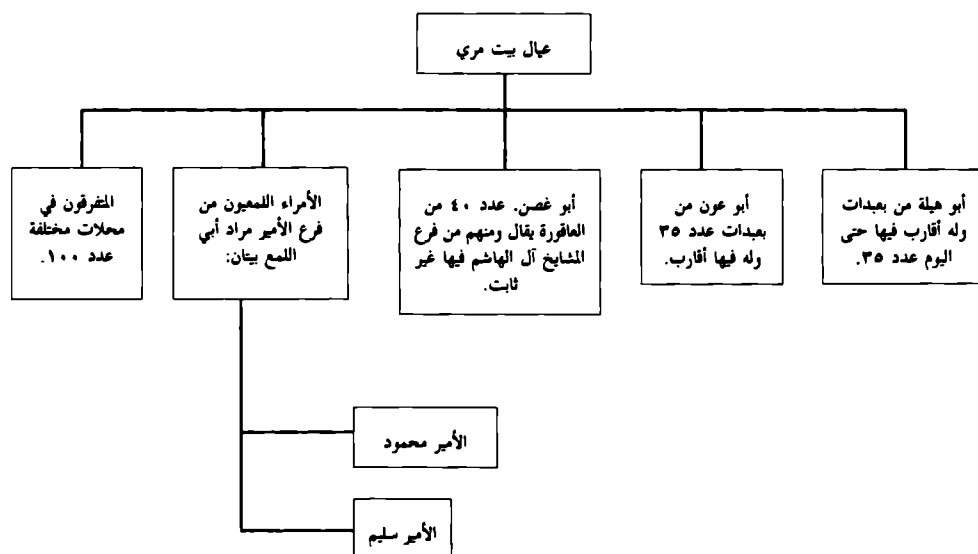 عيال بيت مري
أبو هيلة من بعبدات
وله أقارب فيها حتى
اليوم عدد ٣٥.
أبو عون من
بعبدات عدد ٣٥
وله فيها أقارب.
أبو غصن. عدد ٤٠ من
العاقورة يقال ومنهم من فرع
المشايخ آل الهاشم فيها غير
ثابت.
الأمراء اللمعيون من
فرع الأمير مراد أبي
اللمع بيتان:
المتفرقون في
محلات مختلفة
عدد ١٠٠.
الأمير محمود
الأمير سليم